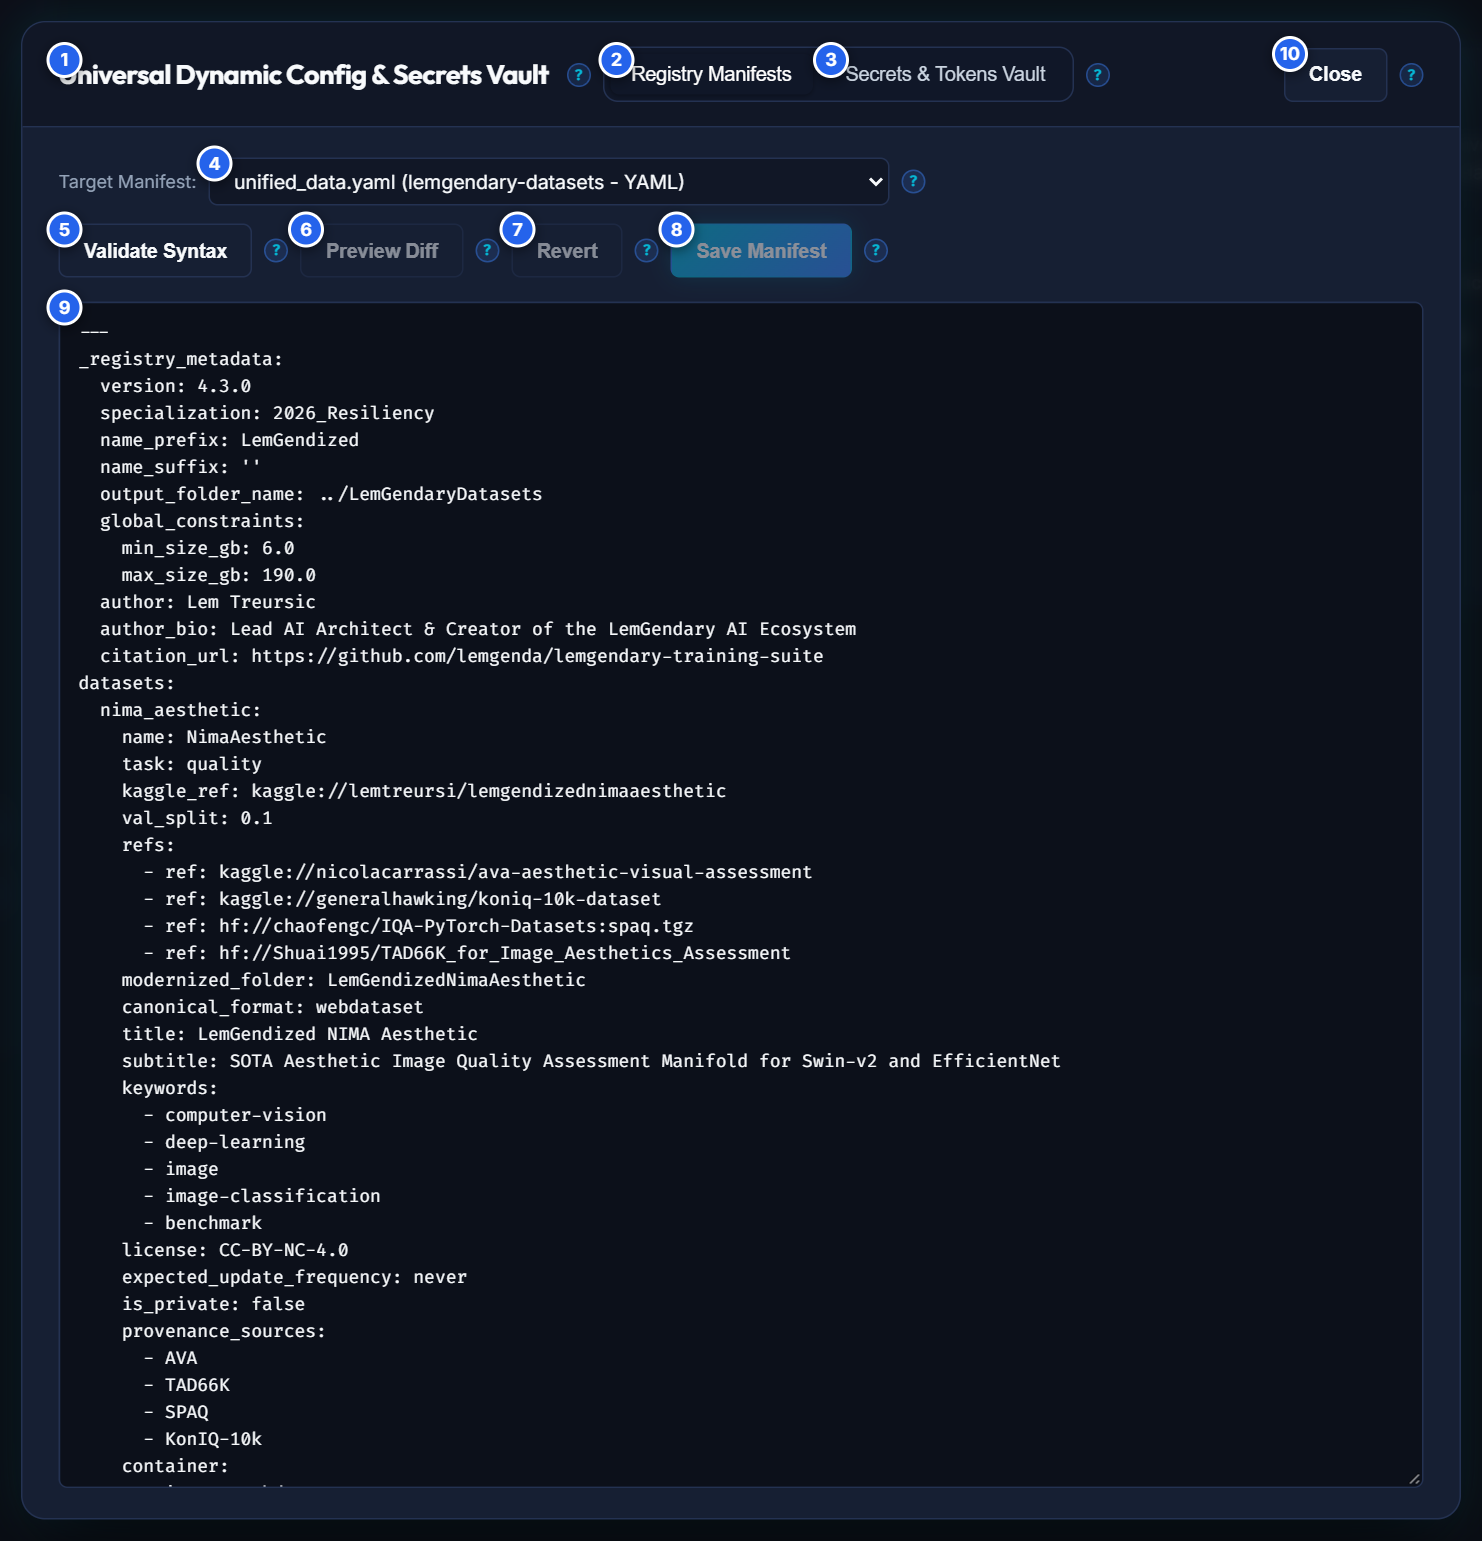 1 Universal Dynamic Config & Secrets Vault ? 2 Registry Manifests 3 Secrets & Tokens Vault ? 10 Close ?
Target Manifest: 4 unified_data.yaml (lemgendary-datasets - YAML) ?
5 Validate Syntax ? 6 Preview Diff ? 7 Revert ? 8 Save Manifest ?
9
---
_registry_metadata:
  version: 4.3.0
  specialization: 2026_Resiliency
  name_prefix: LemGendized
  name_suffix: ''
  output_folder_name: ../LemGendaryDatasets
  global_constraints:
    min_size_gb: 6.0
    max_size_gb: 190.0
  author: Lem Treursic
  author_bio: Lead AI Architect & Creator of the LemGendary AI Ecosystem
  citation_url: https://github.com/lemgenda/lemgendary-training-suite
datasets:
  nima_aesthetic:
    name: NimaAesthetic
    task: quality
    kaggle_ref: kaggle://lemtreursi/lemgendizednimaaesthetic
    val_split: 0.1
    refs:
      - ref: kaggle://nicolacarrassi/ava-aesthetic-visual-assessment
      - ref: kaggle://generalhawking/koniq-10k-dataset
      - ref: hf://chaofengc/IQA-PyTorch-Datasets:spaq.tgz
      - ref: hf://Shuai1995/TAD66K_for_Image_Aesthetics_Assessment
    modernized_folder: LemGendizedNimaAesthetic
    canonical_format: webdataset
    title: LemGendized NIMA Aesthetic
    subtitle: SOTA Aesthetic Image Quality Assessment Manifold for Swin-v2 and EfficientNet
    keywords:
      - computer-vision
      - deep-learning
      - image
      - image-classification
      - benchmark
    license: CC-BY-NC-4.0
    expected_update_frequency: never
    is_private: false
    provenance_sources:
      - AVA
      - TAD66K
      - SPAQ
      - KonIQ-10k
    container: